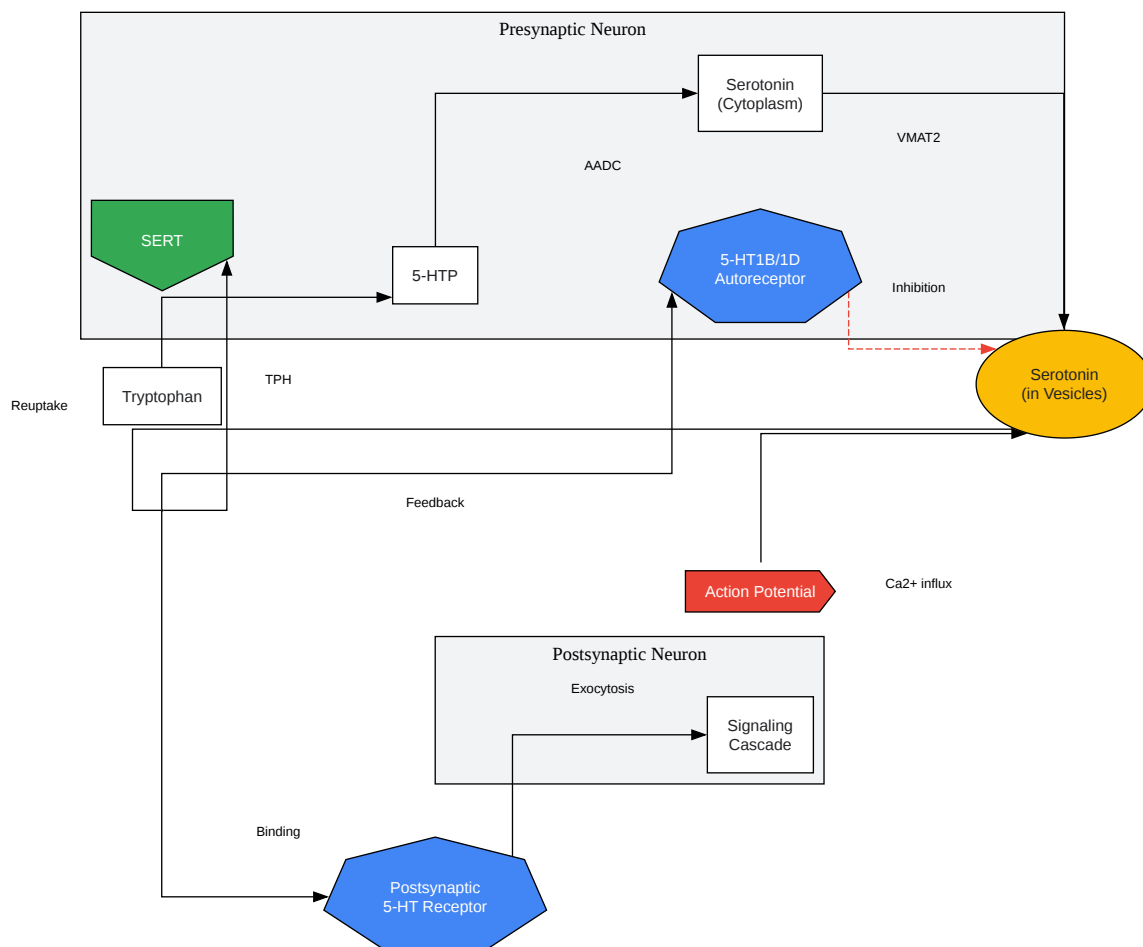 Presynaptic Neuron
Serotonin
(Cytoplasm)
VMAT2
AADC
SERT
5-HTP
5-HT1B/1D
Autoreceptor
Inhibition
Tryptophan
TPH
Reuptake
Serotonin
(in Vesicles)
Feedback
Action Potential
Ca2+ influx
Postsynaptic Neuron
Exocytosis
Signaling
Cascade
Binding
Postsynaptic
5-HT Receptor